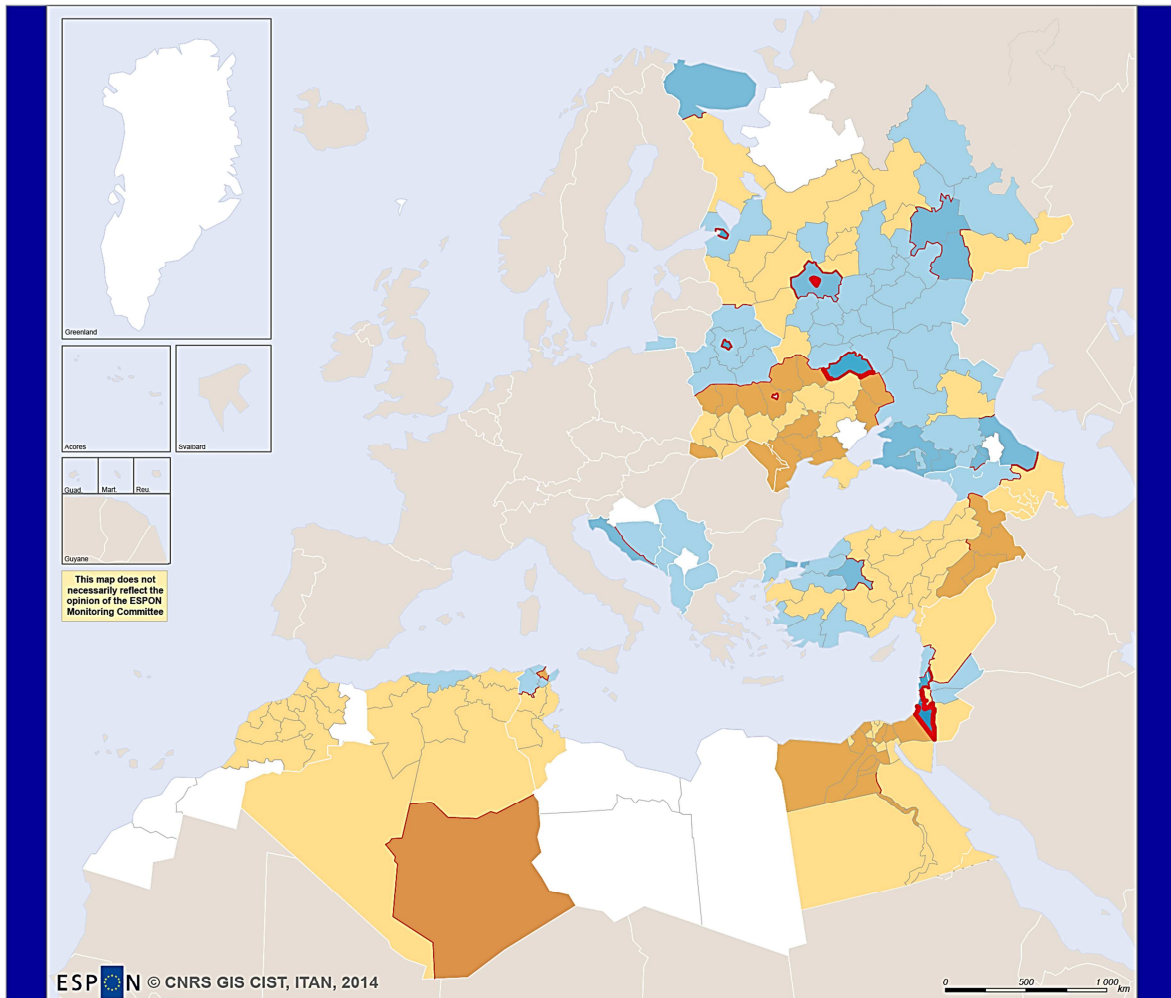 Greenland
Acores
Svalbard
Guad.
Mart.
Reu.
Guyane
This map does not
necessarily reflect the
opinion of the ESPON
Monitoring Committee
ESPON © CNRS GIS CIST, ITAN, 2014
0 500 1 000
km